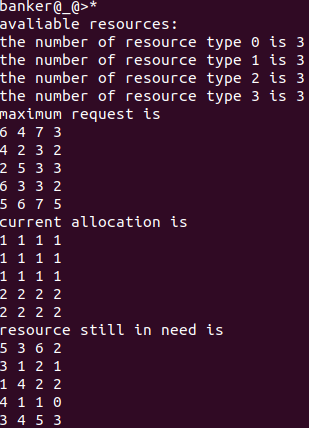 banker@_@>*
avaliable resources:
the number of resource type 0 is 3
the number of resource type 1 is 3
the number of resource type 2 is 3
the number of resource type 3 is 3
maximum request is
6 4 7 3
4 2 3 2
2 5 3 3
6 3 3 2
5 6 7 5
current allocation is
1 1 1 1
1 1 1 1
1 1 1 1
2 2 2 2
2 2 2 2
resource still in need is
5 3 6 2
3 1 2 1
1 4 2 2
4 1 1 0
3 4 5 3